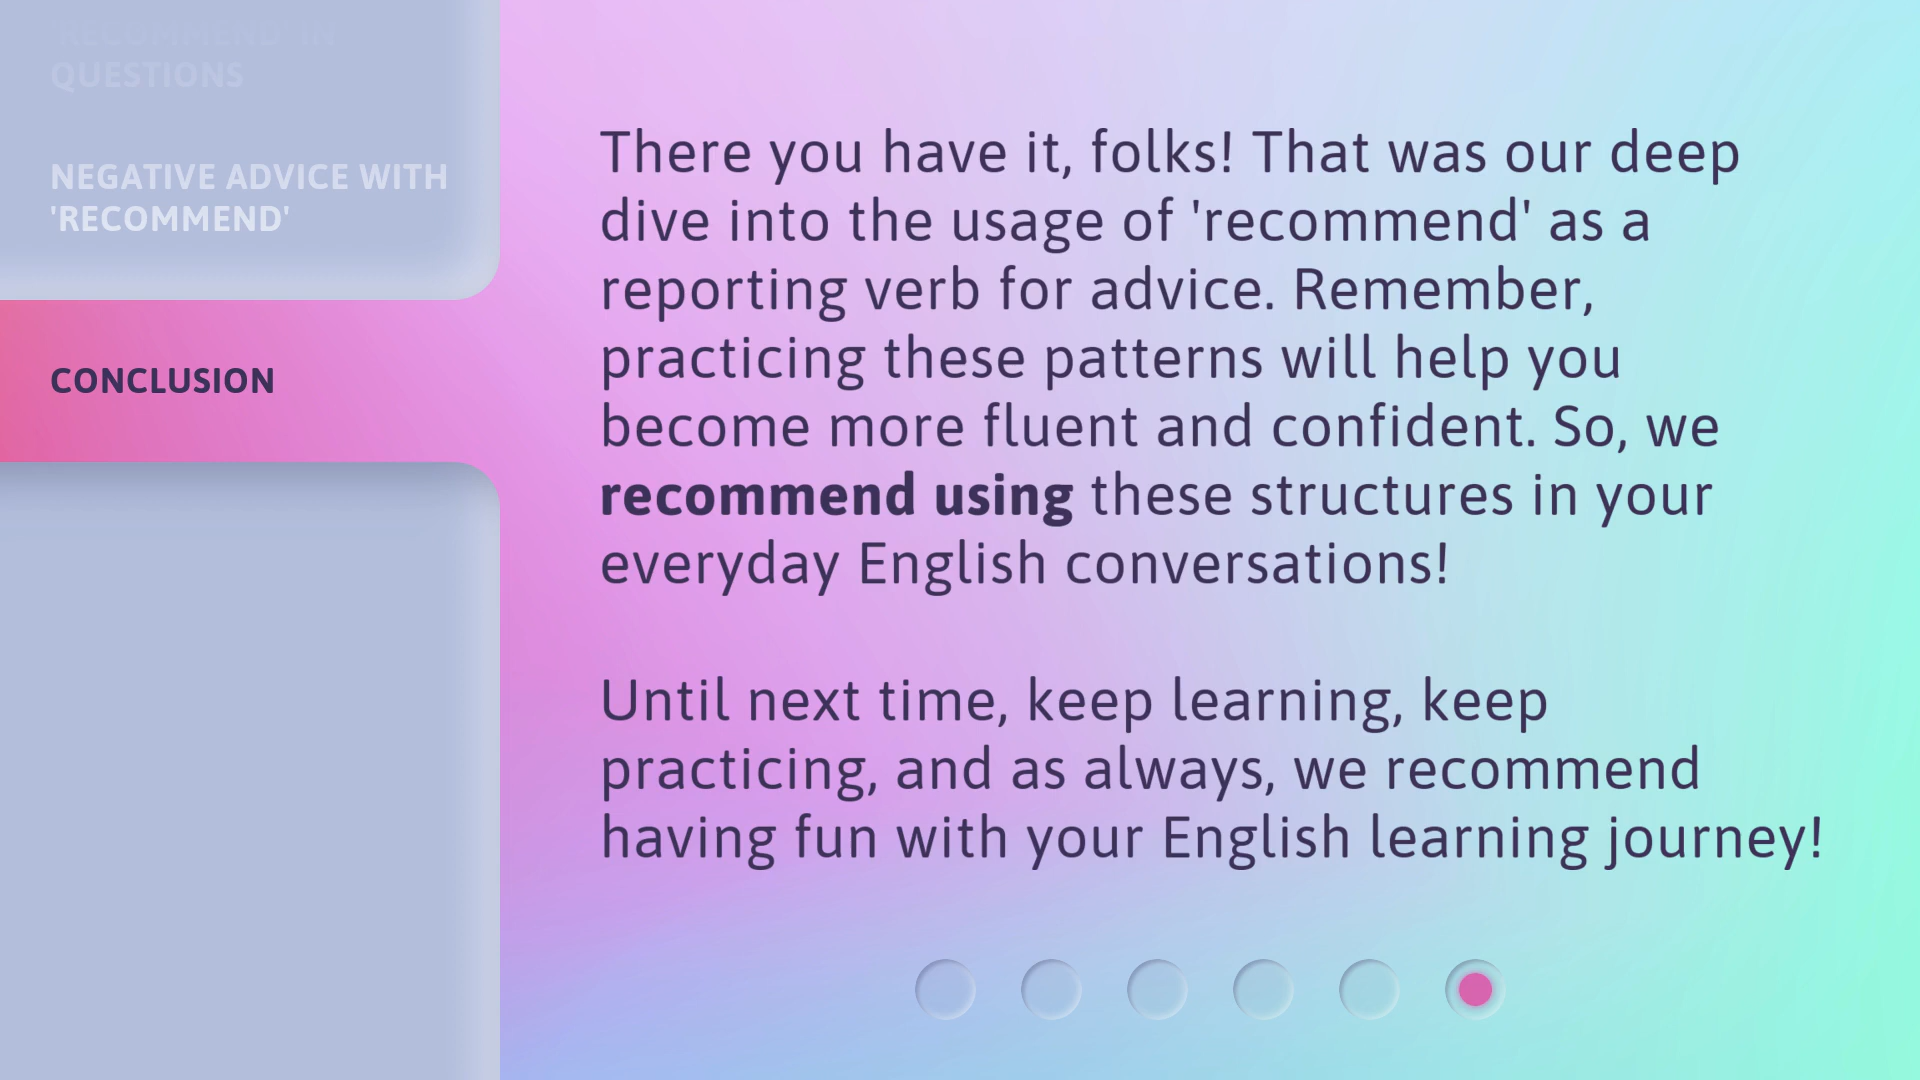 'RECOMMEND' IN
QUESTIONS
NEGATIVE ADVICE WITH
'RECOMMEND'
CONCLUSION
There you have it, folks! That was our deep
dive into the usage of 'recommend' as a
reporting verb for advice. Remember,
practicing these patterns will help you
become more fluent and confident. So, we
recommend using these structures in your
everyday English conversations!
Until next time, keep learning, keep
practicing, and as always, we recommend
having fun with your English learning journey!